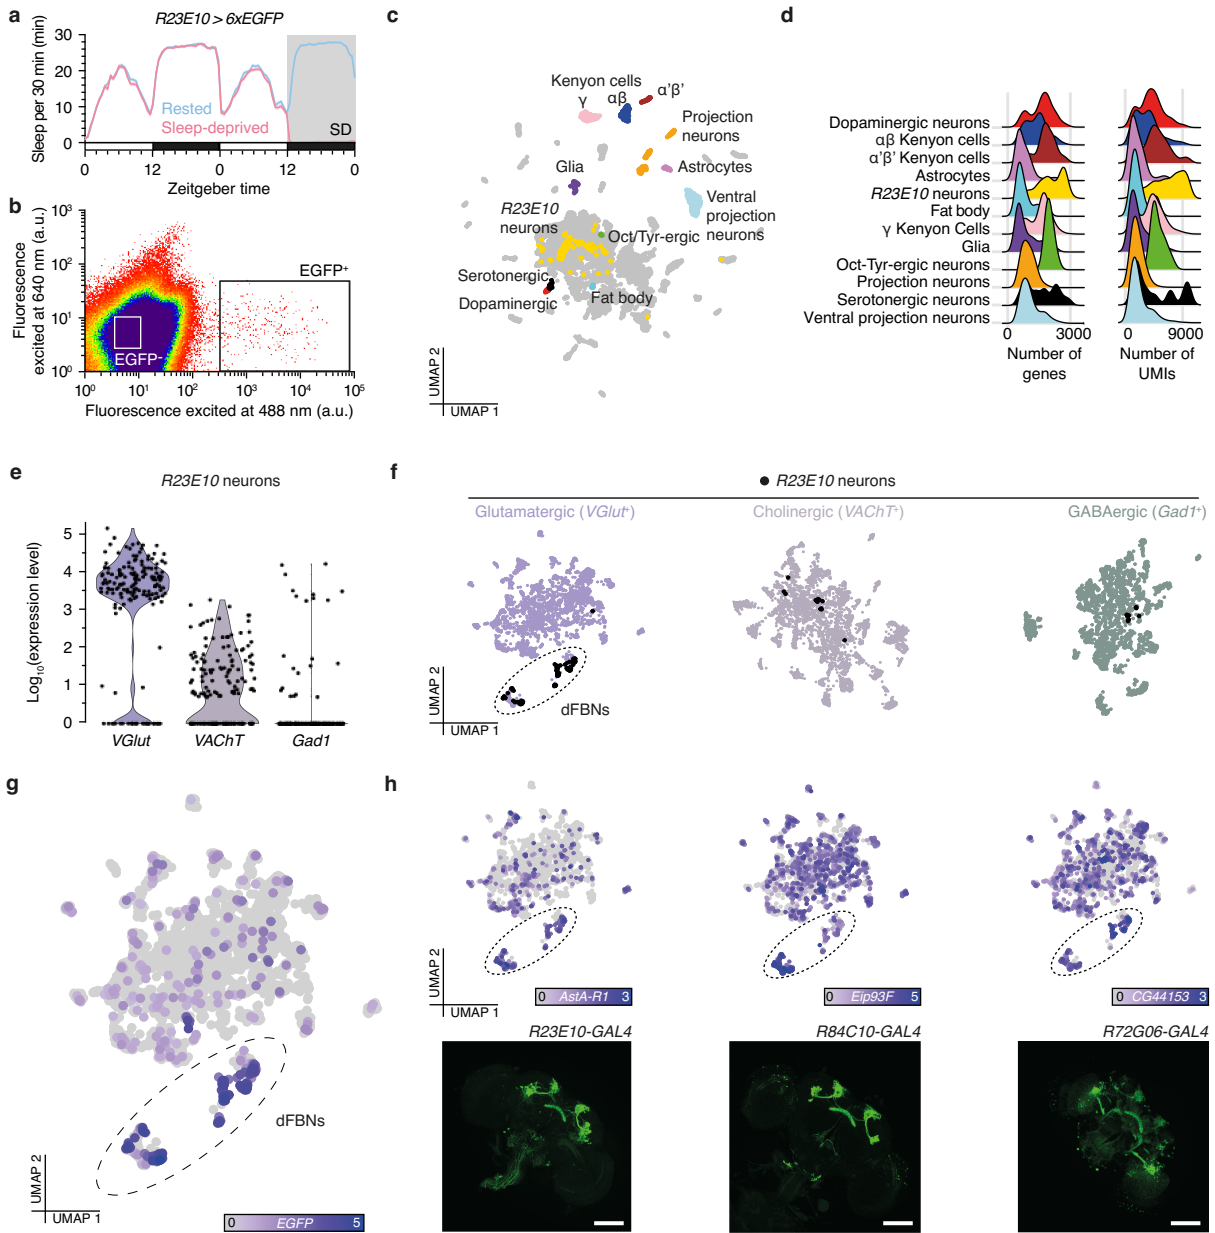 a
R23E10 > 6xEGFP
Sleep per 30 min (min)
30
20
10
0
Rested
Sleep-deprived
SD
0 12 0 12 0
Zeitgeber time
b
Fluorescence
excited at 640 nm (a.u.)
10³
10²
10¹
10⁰
EGFP⁺
EGFP⁻
10⁰ 10¹ 10² 10³ 10⁴ 10⁵
Fluorescence excited at 488 nm (a.u.)
c
Kenyon cells
γ
αβ
α'β'
Projection
neurons
Glia
Astrocytes
R23E10
neurons
Ventral
projection
neurons
Oct/Tyr-ergic
Serotonergic
Dopaminergic
Fat body
UMAP 2
UMAP 1
d
Dopaminergic neurons
αβ Kenyon cells
α'β' Kenyon cells
Astrocytes
R23E10 neurons
Fat body
γ Kenyon Cells
Glia
Oct-Tyr-ergic neurons
Projection neurons
Serotonergic neurons
Ventral projection neurons
0 3000
Number of
genes
0 9000
Number of
UMIs
e
R23E10 neurons
Log₁₀(expression level)
5
4
3
2
1
0
VGlut VAChT Gad1
f
R23E10 neurons
Glutamatergic (VGlut⁺)
Cholinergic (VAChT⁺)
GABAergic (Gad1⁺)
dFBNs
UMAP 2
UMAP 1
g
dFBNs
UMAP 2
UMAP 1
0 EGFP 5
h
UMAP 2
UMAP 1
0 AstA-R1 3
0 Eip93F 5
0 CG44153 3
R23E10-GAL4
R84C10-GAL4
R72G06-GAL4